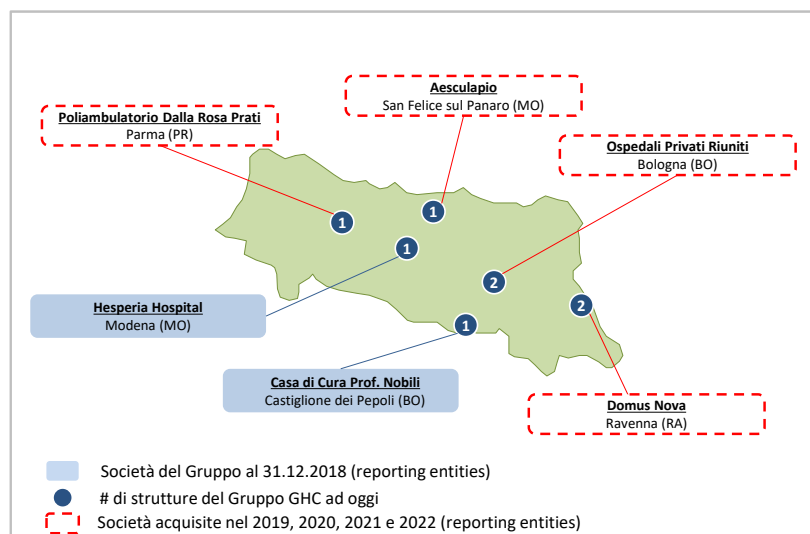 Aesculapio
San Felice sul Panaro (MO)
Poliambulatorio Dalla Rosa Prati
Parma (PR)
Ospedali Privati Riuniti
Bologna (BO)
1
1
1
2
2
1
Hesperia Hospital
Modena (MO)
Casa di Cura Prof. Nobili
Castiglione dei Pepoli (BO)
Domus Nova
Ravenna (RA)
Società del Gruppo al 31.12.2018 (reporting entities)
# di strutture del Gruppo GHC ad oggi
Società acquisite nel 2019, 2020, 2021 e 2022 (reporting entities)